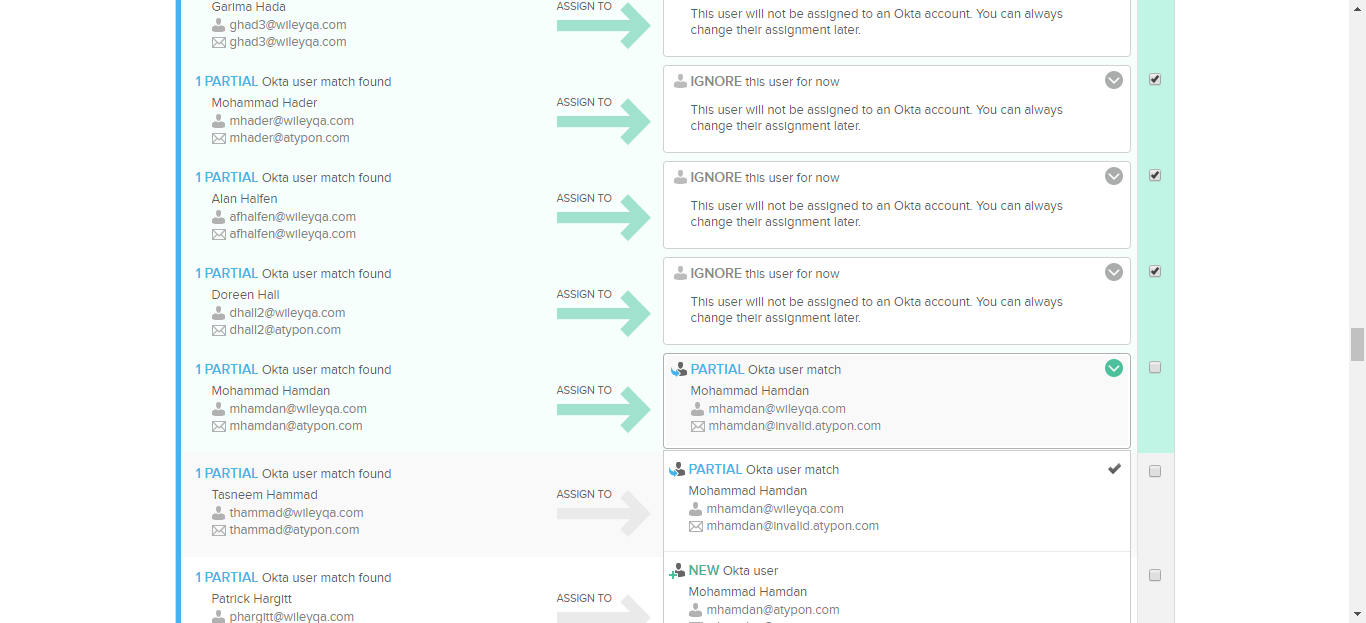 Garima Hada
ghad3@wileyqa.com
ghad3@wileyqa.com
ASSIGN TO
This user will not be assigned to an Okta account. You can always
change their assignment later.
1 PARTIAL Okta user match found
Mohammad Hader
mhader@wileyqa.com
mhader@atypon.com
ASSIGN TO
IGNORE this user for now
This user will not be assigned to an Okta account. You can always
change their assignment later.
1 PARTIAL Okta user match found
Alan Halfen
afhalfen@wileyqa.com
afhalfen@wileyqa.com
ASSIGN TO
IGNORE this user for now
This user will not be assigned to an Okta account. You can always
change their assignment later.
1 PARTIAL Okta user match found
Doreen Hall
dhall2@wileyqa.com
dhall2@atypon.com
ASSIGN TO
IGNORE this user for now
This user will not be assigned to an Okta account. You can always
change their assignment later.
1 PARTIAL Okta user match found
Mohammad Hamdan
mhamdan@wileyqa.com
mhamdan@atypon.com
ASSIGN TO
PARTIAL Okta user match
Mohammad Hamdan
mhamdan@wileyqa.com
mhamdan@invalid.atypon.com
1 PARTIAL Okta user match found
Tasneem Hammad
thammad@wileyqa.com
thammad@atypon.com
ASSIGN TO
PARTIAL Okta user match
Mohammad Hamdan
mhamdan@wileyqa.com
mhamdan@invalid.atypon.com
1 PARTIAL Okta user match found
Patrick Hargitt
phargitt@wileyqa.com
ASSIGN TO
NEW Okta user
Mohammad Hamdan
mhamdan@atypon.com